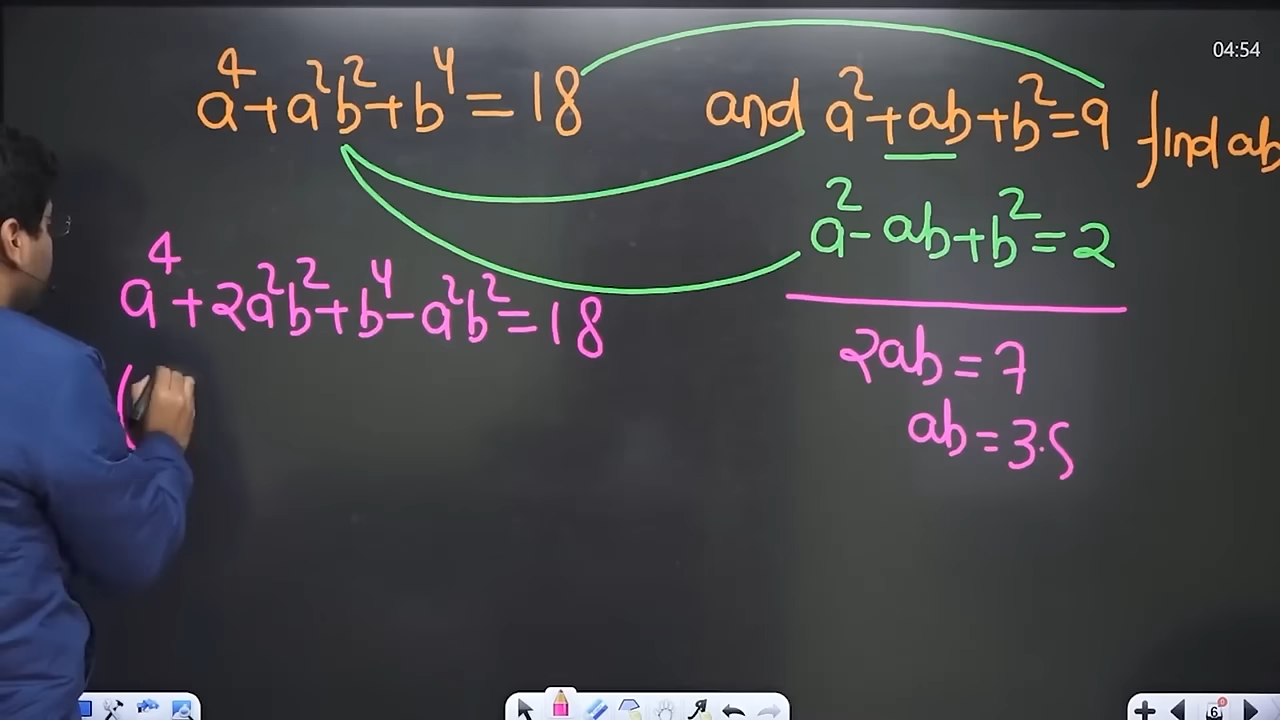 04:54
a⁴+a²b²+b⁴=18 and a²+ab+b²=9 find ab
a²-ab+b²=2
a⁴+2a²b²+b⁴-a²b²=18
2ab=7
(
ab=3.5
6